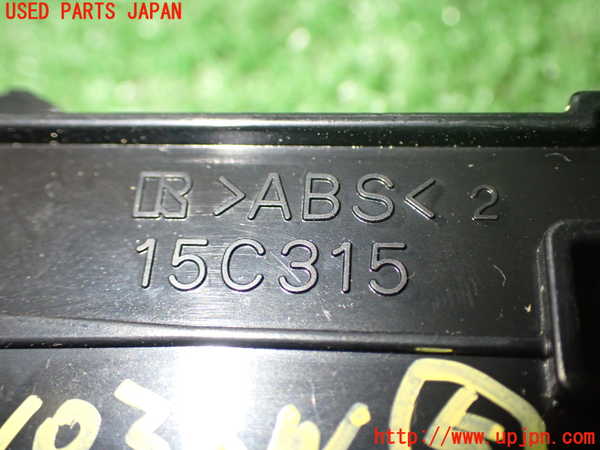 USED PARTS JAPAN
R >ABS< 2
15C315
http://www.upjpn.com/